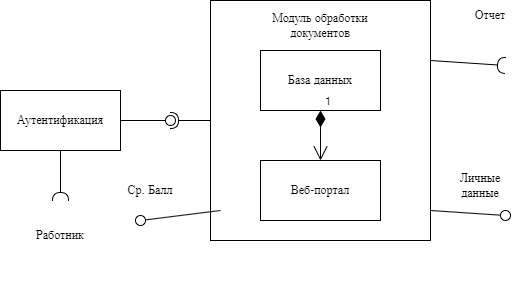 Модуль обработки
документов
Отчет
База данных
1
Аутентификация
Ср. Балл
Веб-портал
Личные
данные
Работник